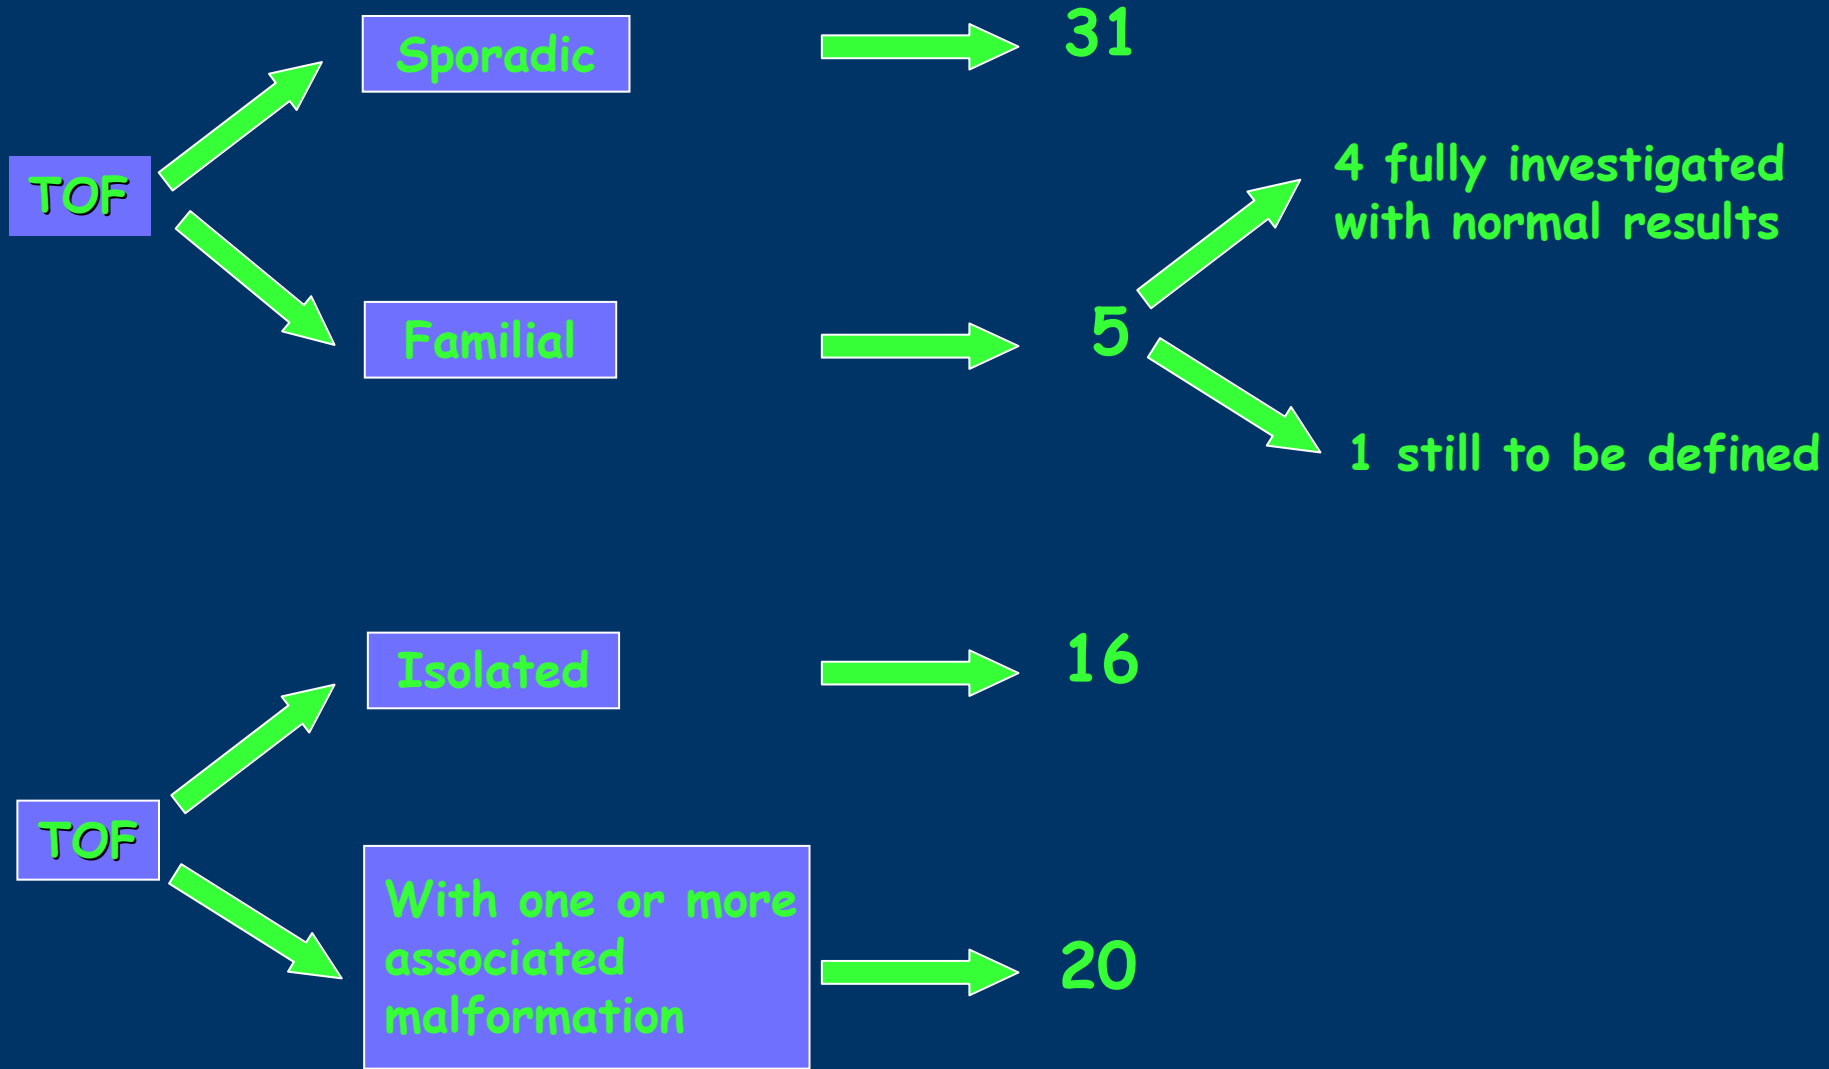 TOF
Sporadic
31
Familial
5
4 fully investigated
with normal results
1 still to be defined
TOF
Isolated
16
With one or more
associated
malformation
20